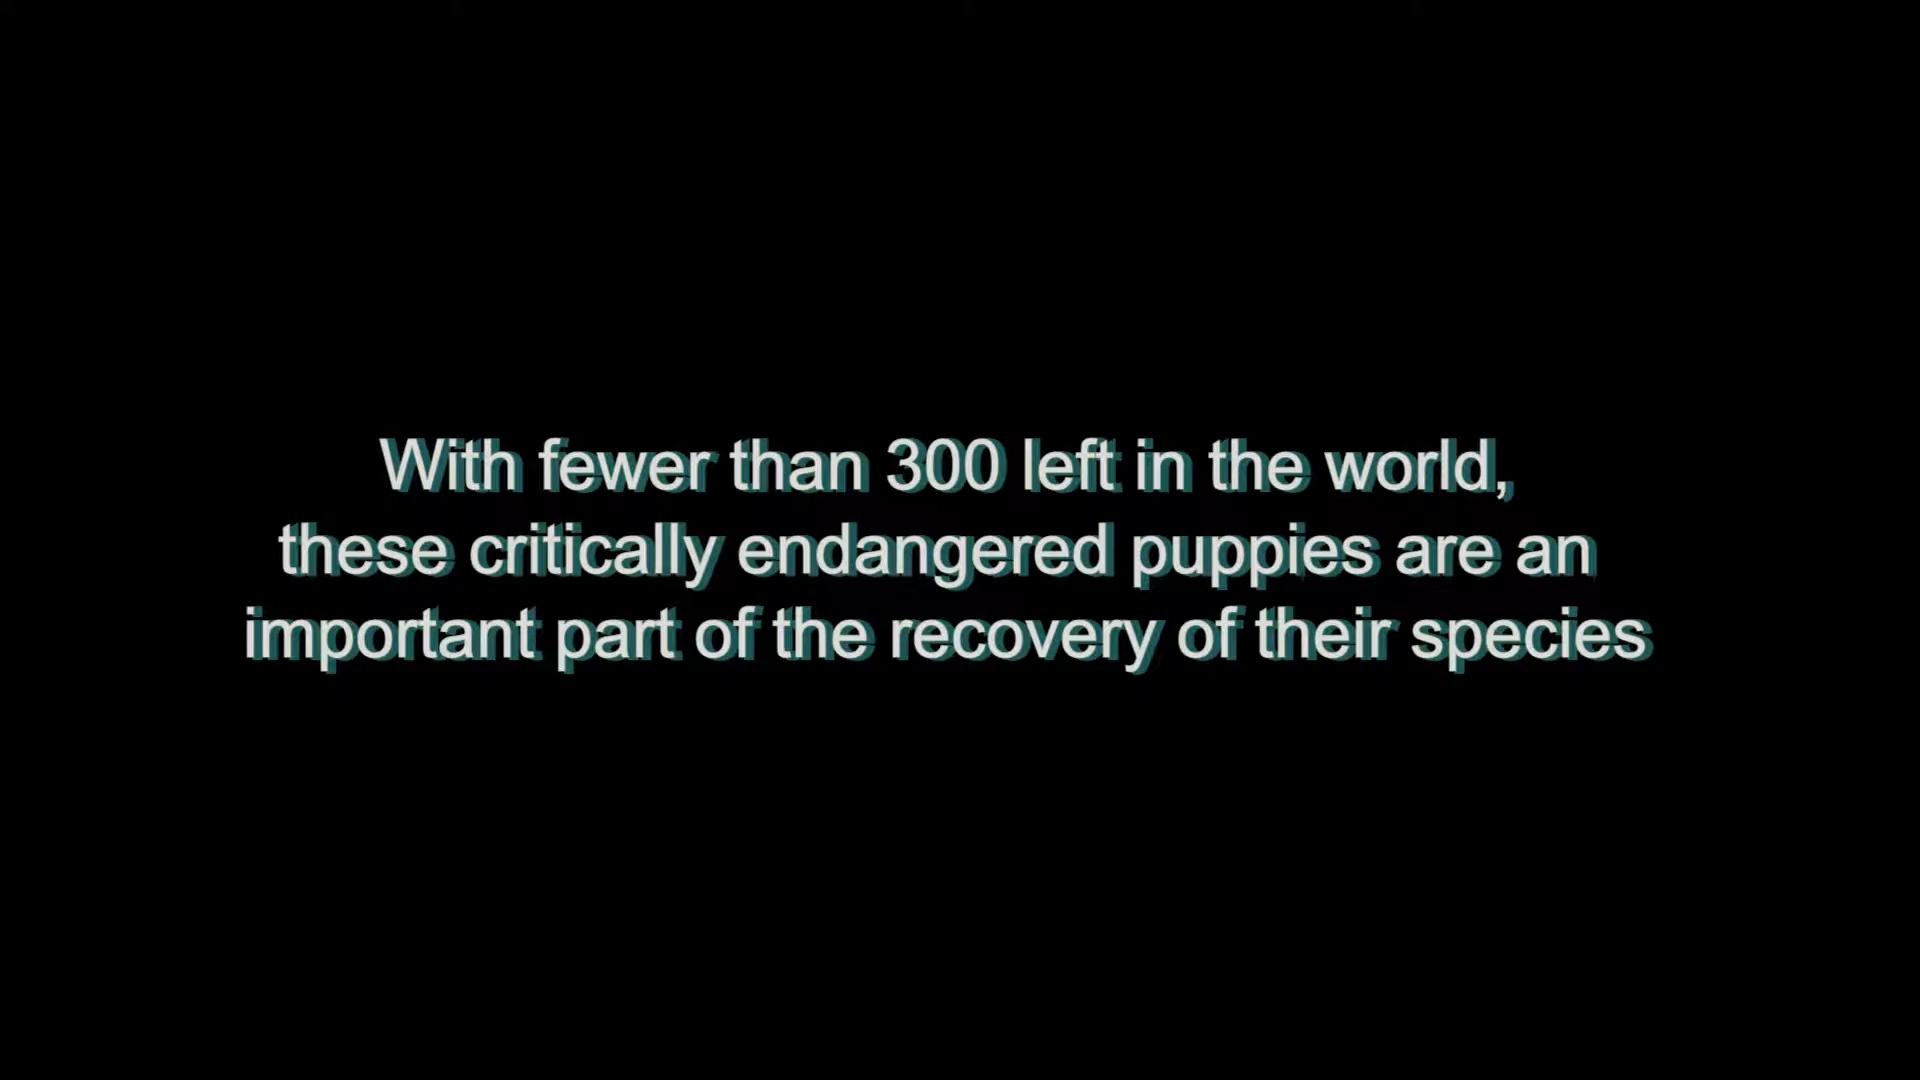 With fewer than 300 left in the world,
these critically endangered puppies are an
important part of the recovery of their species